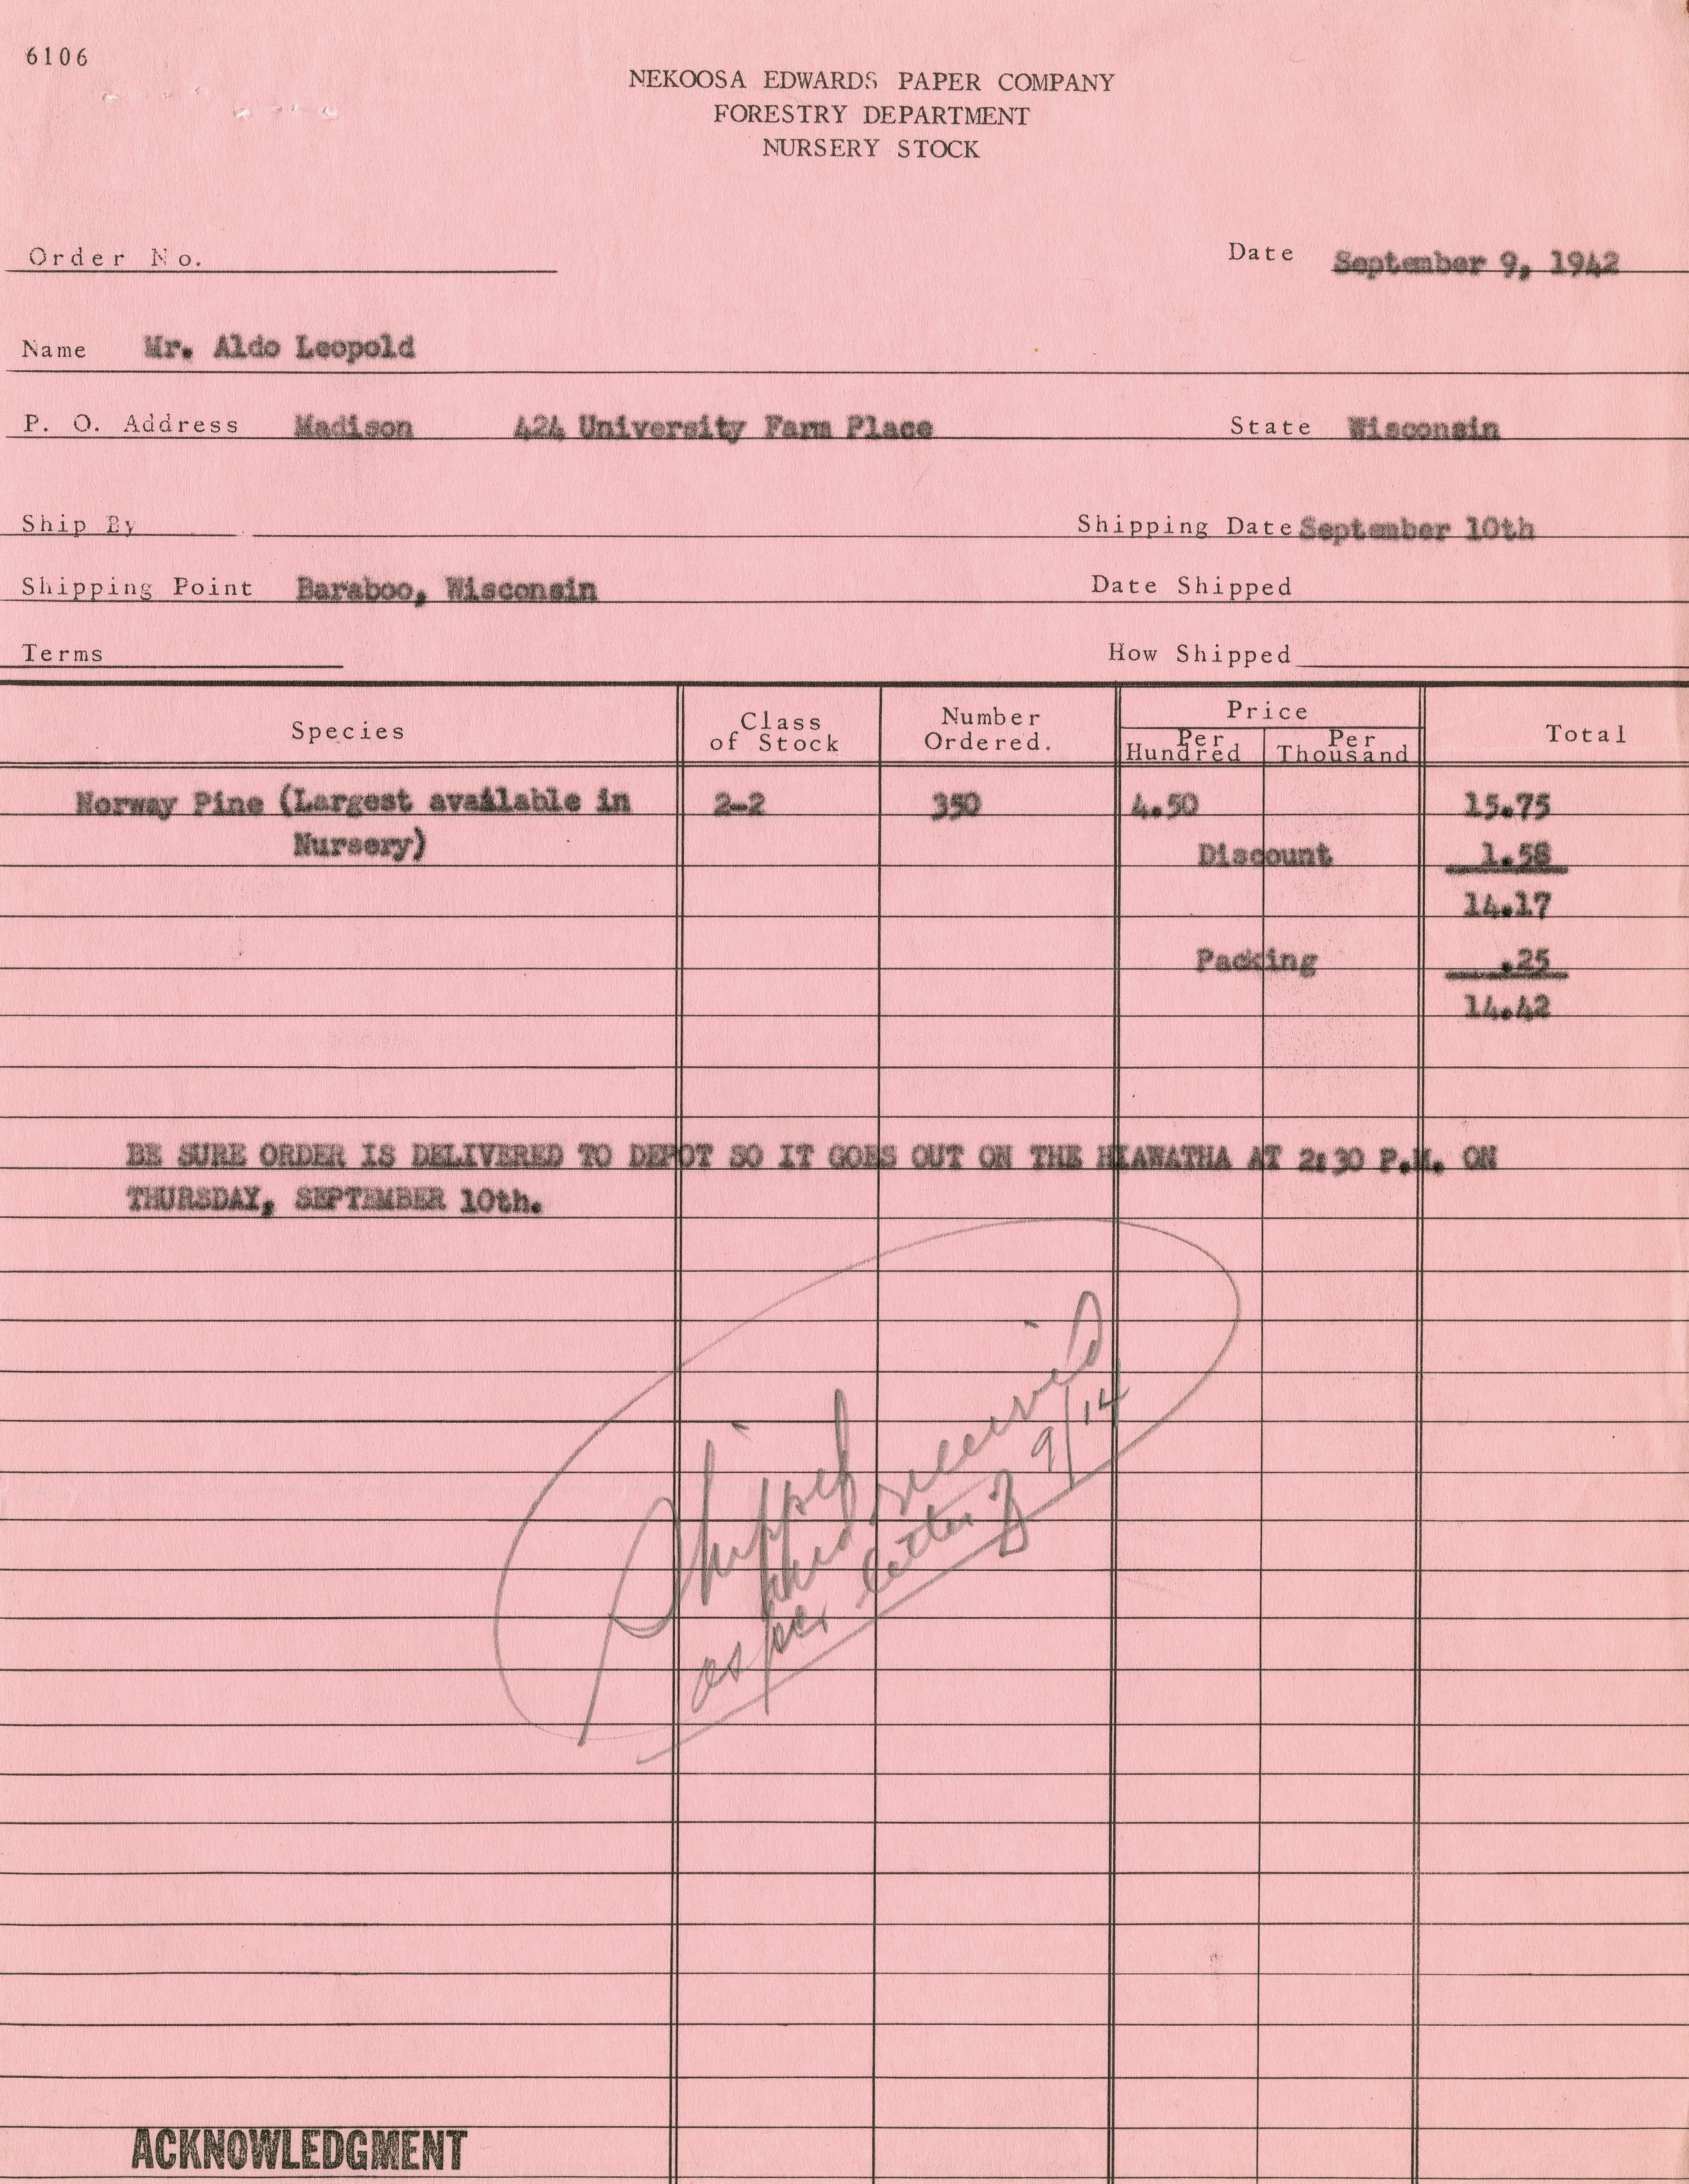 6106
NEKOOSA EDWARDS PAPER COMPANY
FORESTRY DEPARTMENT
NURSERY STOCK
Order No.
Date September 9, 1942
Name Mr. Aldo Leopold
P. O. Address Madison 424 University Farm Place State Wisconsin
Ship By Shipping Date September 10th
Shipping Point Baraboo, Wisconsin Date Shipped
Terms How Shipped
Species Class of Stock Number Ordered. Price Per Hundred Per Thousand Total
Norway Pine (Largest available in 2-2 350 4.50 15.75
Nursery)
Discount 1.58
14.17
Packing .25
14.42
BE SURE ORDER IS DELIVERED TO DEPOT SO IT GOES OUT ON THE HIAWATHA AT 2:30 P.M. ON
THURSDAY, SEPTEMBER 10th.
Shipped
and received
as per letter of 9/14
ACKNOWLEDGMENT